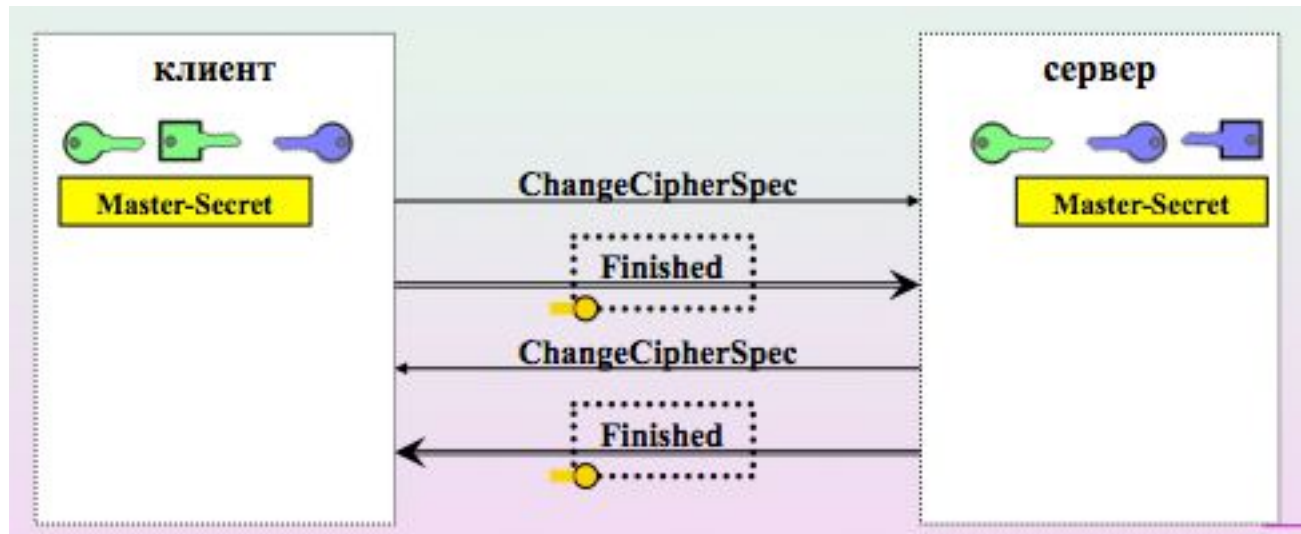 клиент
сервер
Master-Secret
Master-Secret
ChangeCipherSpec
Finished
ChangeCipherSpec
Finished